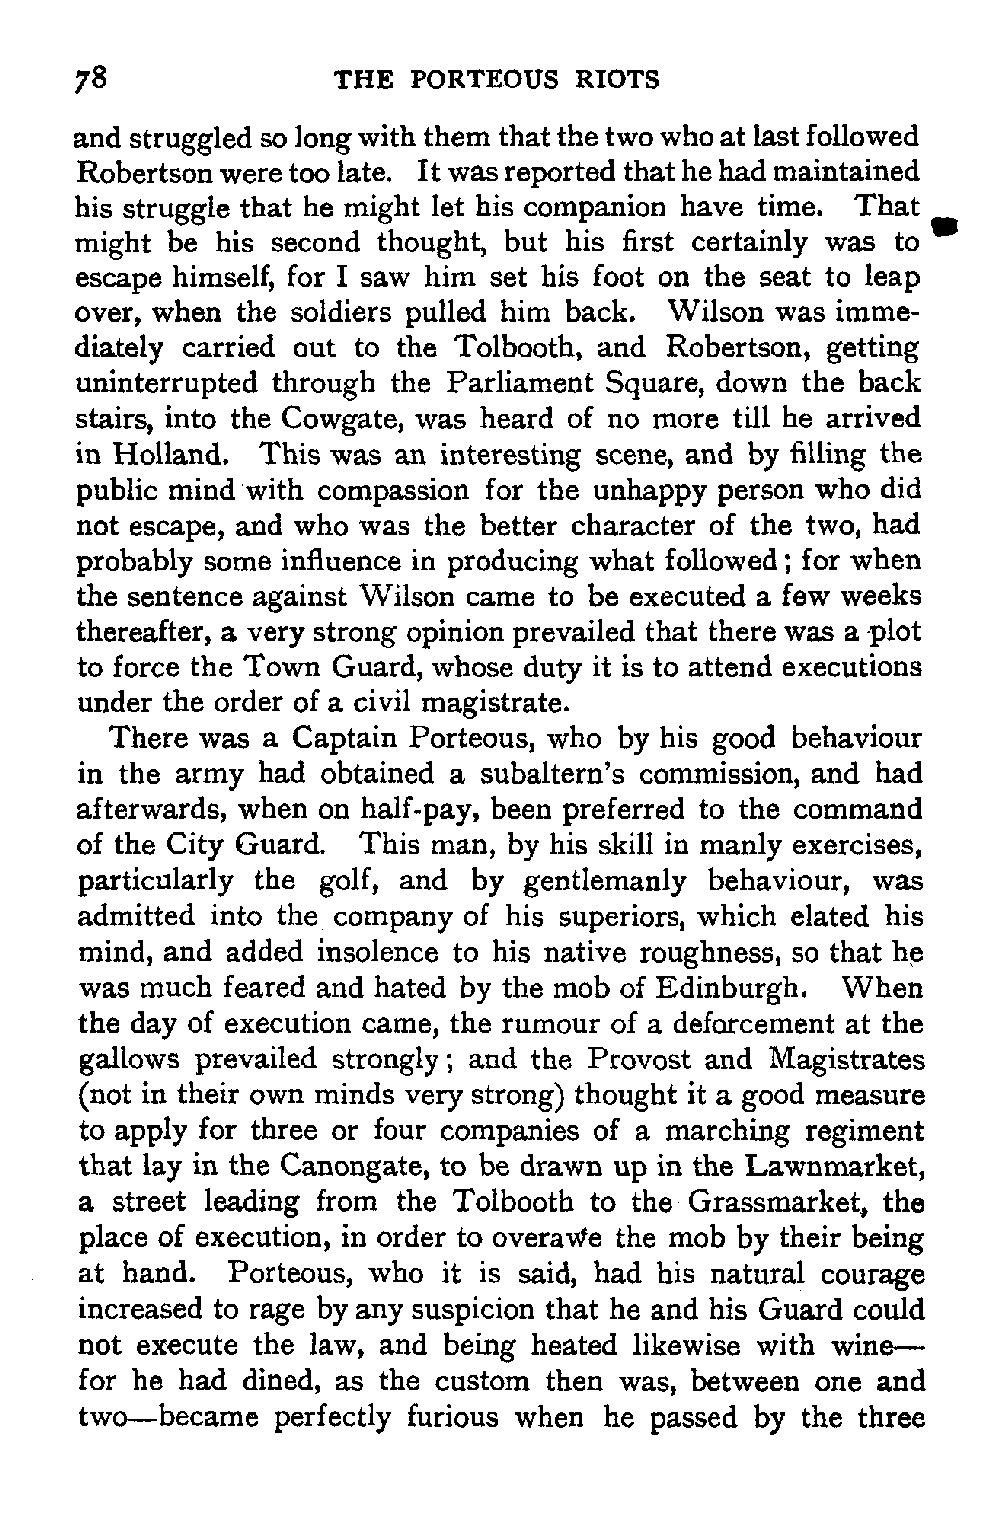 78 THE PORTEOUS RIOTS
and struggled so long with them that the two who at last followed
Robertson were too late. It was reported that he had maintained
his struggle that he might let his companion have time. That
might be his second thought, but his first certainly was to
escape himself, for I saw him set his foot on the seat to leap
over, when the soldiers pulled him back. Wilson was imme-
diately carried out to the Tolbooth, and Robertson, getting
uninterrupted through the Parliament Square, down the back
stairs, into the Cowgate, was heard of no more till he arrived
in Holland. This was an interesting scene, and by filling the
public mind with compassion for the unhappy person who did
not escape, and who was the better character of the two, had
probably some influence in producing what followed; for when
the sentence against Wilson came to be executed a few weeks
thereafter, a very strong opinion prevailed that there was a plot
to force the Town Guard, whose duty it is to attend executions
under the order of a civil magistrate.
There was a Captain Porteous, who by his good behaviour
in the army had obtained a subaltern's commission, and had
afterwards, when on half-pay, been preferred to the command
of the City Guard. This man, by his skill in manly exercises,
particularly the golf, and by gentlemanly behaviour, was
admitted into the company of his superiors, which elated his
mind, and added insolence to his native roughness, so that he
was much feared and hated by the mob of Edinburgh. When
the day of execution came, the rumour of a deforcement at the
gallows prevailed strongly; and the Provost and Magistrates
(not in their own minds very strong) thought it a good measure
to apply for three or four companies of a marching regiment
that lay in the Canongate, to be drawn up in the Lawnmarket,
a street leading from the Tolbooth to the Grassmarket, the
place of execution, in order to overawe the mob by their being
at hand. Porteous, who it is said, had his natural courage
increased to rage by any suspicion that he and his Guard could
not execute the law, and being heated likewise with wine—
for he had dined, as the custom then was, between one and
two—became perfectly furious when he passed by the three